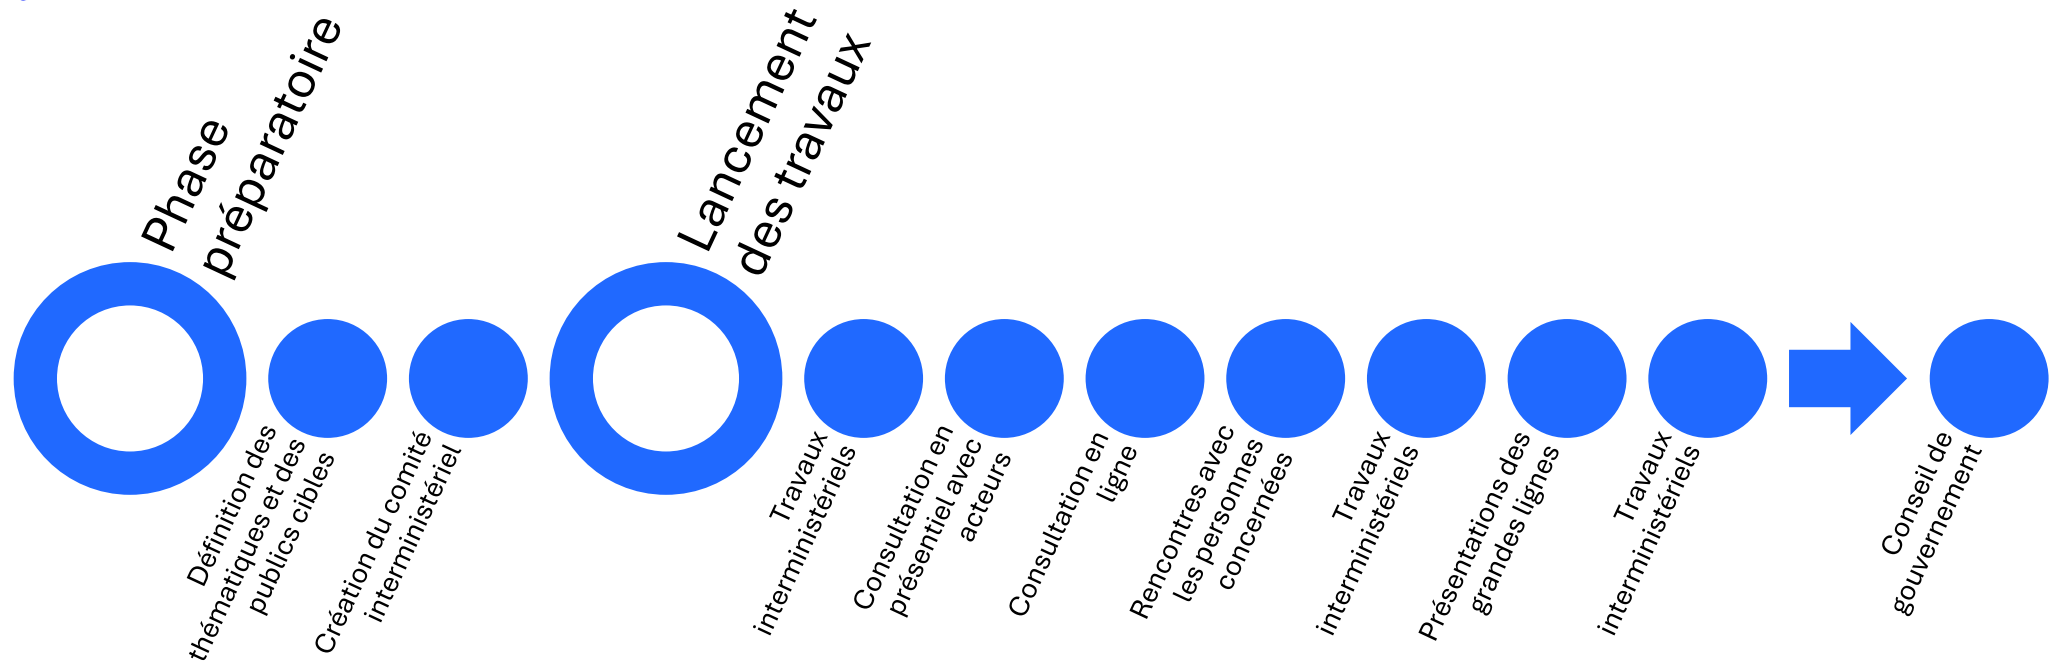 Phase
préparatoire
Définition des
thématiques et des
publics cibles
Création du comité
interministériel
Lancement
des travaux
Travaux
interministériels
Consultation en
présentiel avec
acteurs
Consultation en
ligne
Rencontres avec
les personnes
concernées
Travaux
interministériels
Présentations des
grandes lignes
Travaux
interministériels
Conseil de
gouvernement